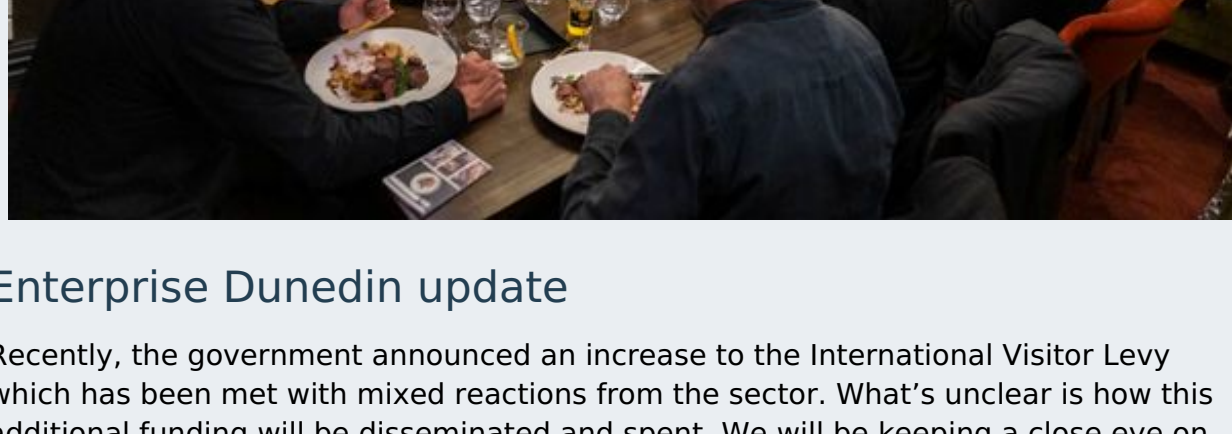 Enterprise Dunedin update
Recently, the government announced an increase to the International Visitor Levy
which has been met with mixed reactions from the sector. What’s unclear is how this
additional funding will be disseminated and spent. We will be keeping a close eye on